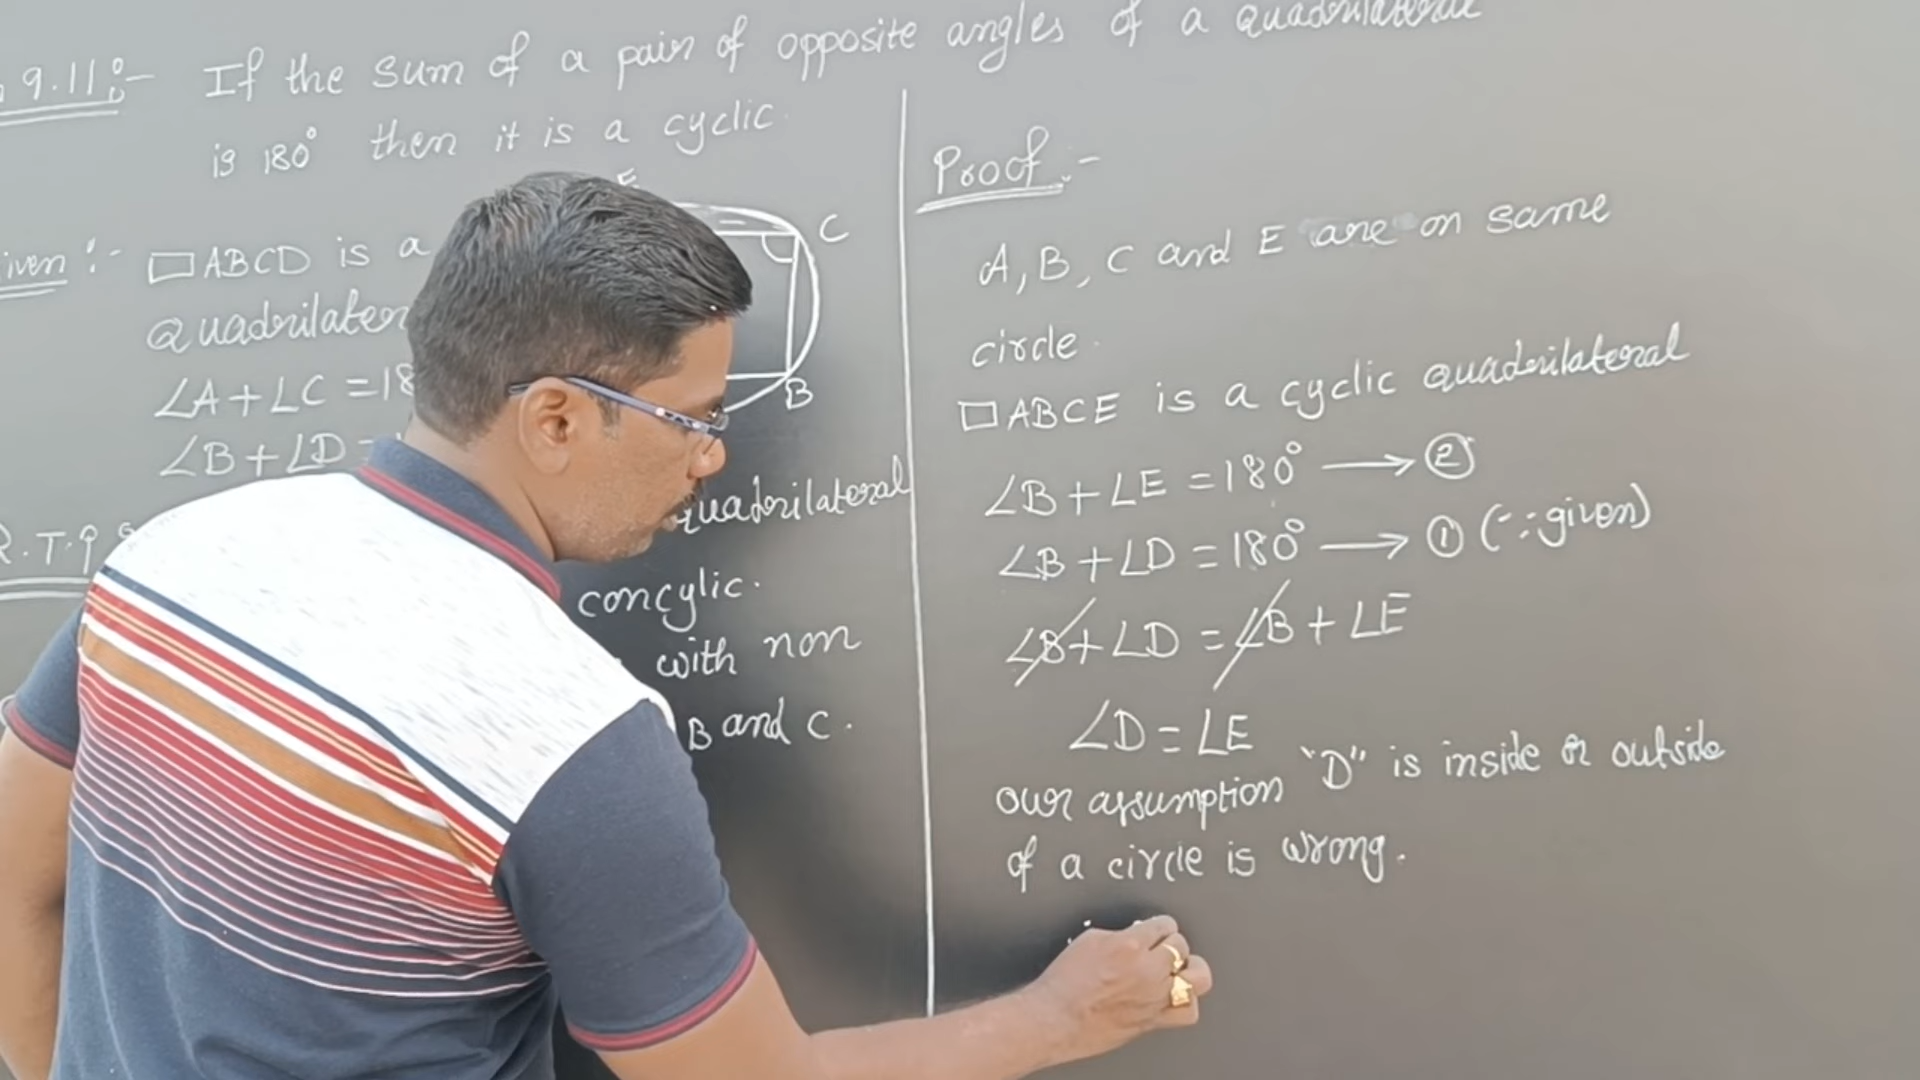 9.11:- If the sum of a pair of opposite angles of a quadrilateral
is 180° then it is a cyclic.
Given :- □ABCD is a
Quadrilateral
∠A+∠C =18
∠B+∠D =
R.T.P
quadrilateral
concylic.
with non
B and C.
E
C
B
Proof :-
A, B, C and E are on same
circle.
□ABCE is a cyclic quadrilateral
∠B+∠E =180° → ②
∠B+∠D =180° → ① (∵given)
∠B+∠D =∠B+∠E
∠D=∠E
our assumption "D" is inside or outside
of a circle is wrong.